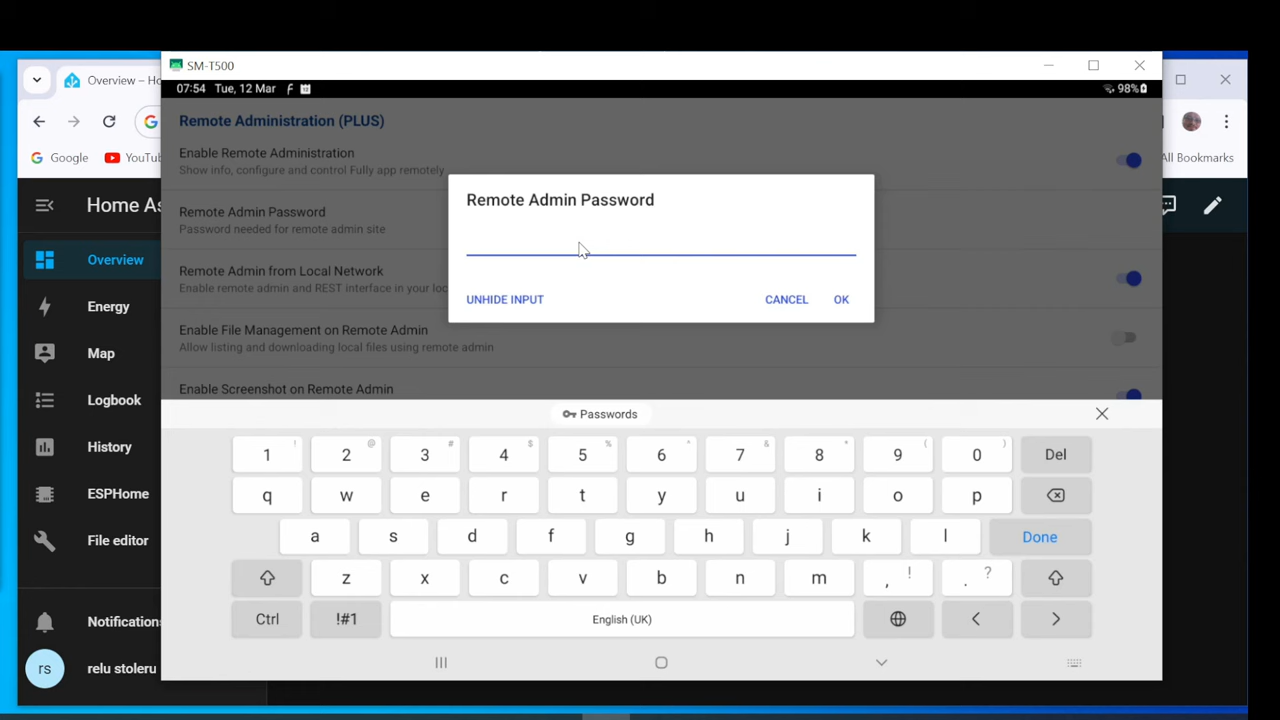 SM-T500
Overview – Ho
07:54 Tue, 12 Mar 98%
Google YouTu All Bookmarks
Remote Administration (PLUS)
Enable Remote Administration
Show info, configure and control Fully app remotely
Remote Admin Password
Password needed for remote admin site
Remote Admin from Local Network
Enable remote admin and REST interface in your loc
Enable File Management on Remote Admin
Allow listing and downloading local files using remote admin
Enable Screenshot on Remote Admin
Remote Admin Password
UNHIDE INPUT CANCEL OK
Home As
Overview
Energy
Map
Logbook
History
ESPHome
File editor
Notifications
rs relu stoleru
Passwords
1 ! 2 @ 3 # 4 $ 5 % 6 ^ 7 & 8 * 9 ( 0 ) Del
q w e r t y u i o p
a s d f g h j k l Done
z x c v b n m , ! . ?
Ctrl !#1 English (UK) < >